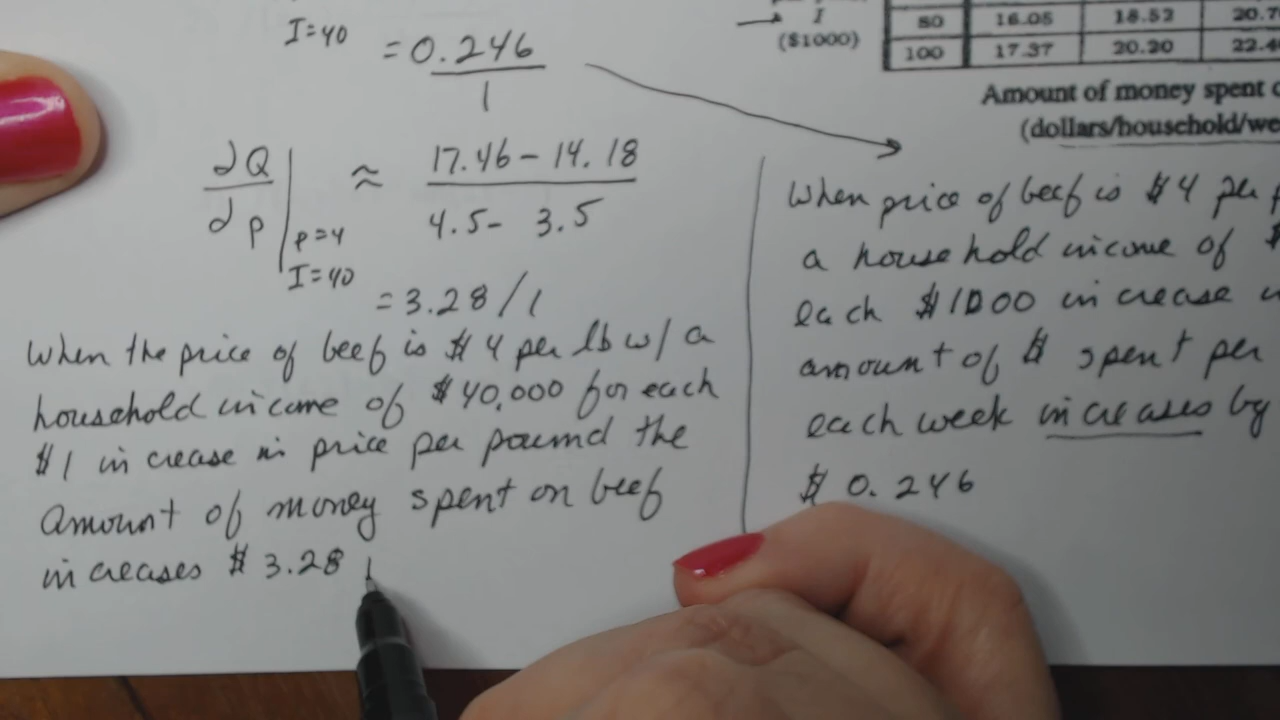 I=40
= 0.246
1
∂Q
∂p
p=4
I=40
≈
17.46 - 14.18
4.5 - 3.5
= 3.28 / 1
When the price of beef is $4 per lb w/ a
household income of $40,000 for each
$1 increase in price per pound the
amount of money spent on beef
increases $3.28
I
($1000)
80 16.05 18.52 20.7
100 17.37 20.20 22.4
Amount of money spent
(dollars/household/we
When price of beef is $4 per
a household income of $
each $1000 increase
amount of $ spent per
each week increases by
$ 0.246